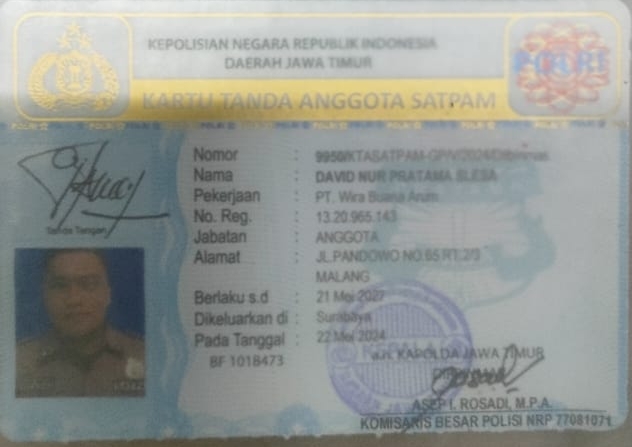 KEPOLISIAN NEGARA REPUBLIK INDONESIA
DAERAH JAWA TIMUR
POLRI
KARTU TANDA ANGGOTA SATPAM
Nomor : 9950/KTASATPAM-GP/V/2024/Ditbinmas
Nama : DAVID NUR PRATAMA SLESA
Pekerjaan : PT. Wira Buana Arum
No. Reg. : 13.20.965.143
Jabatan : ANGGOTA
Alamat : JL.PANDOWO NO.65 RT.2/3
MALANG
Tanda Tangan
Berlaku s.d : 21 Mei 2027
Dikeluarkan di : Surabaya
Pada Tanggal : 22 Mei 2024
BF 1018473
a.n. KAPOLDA JAWA TIMUR
ASEP I. ROSADI, M.P.A.
KOMISARIS BESAR POLISI NRP 77081071